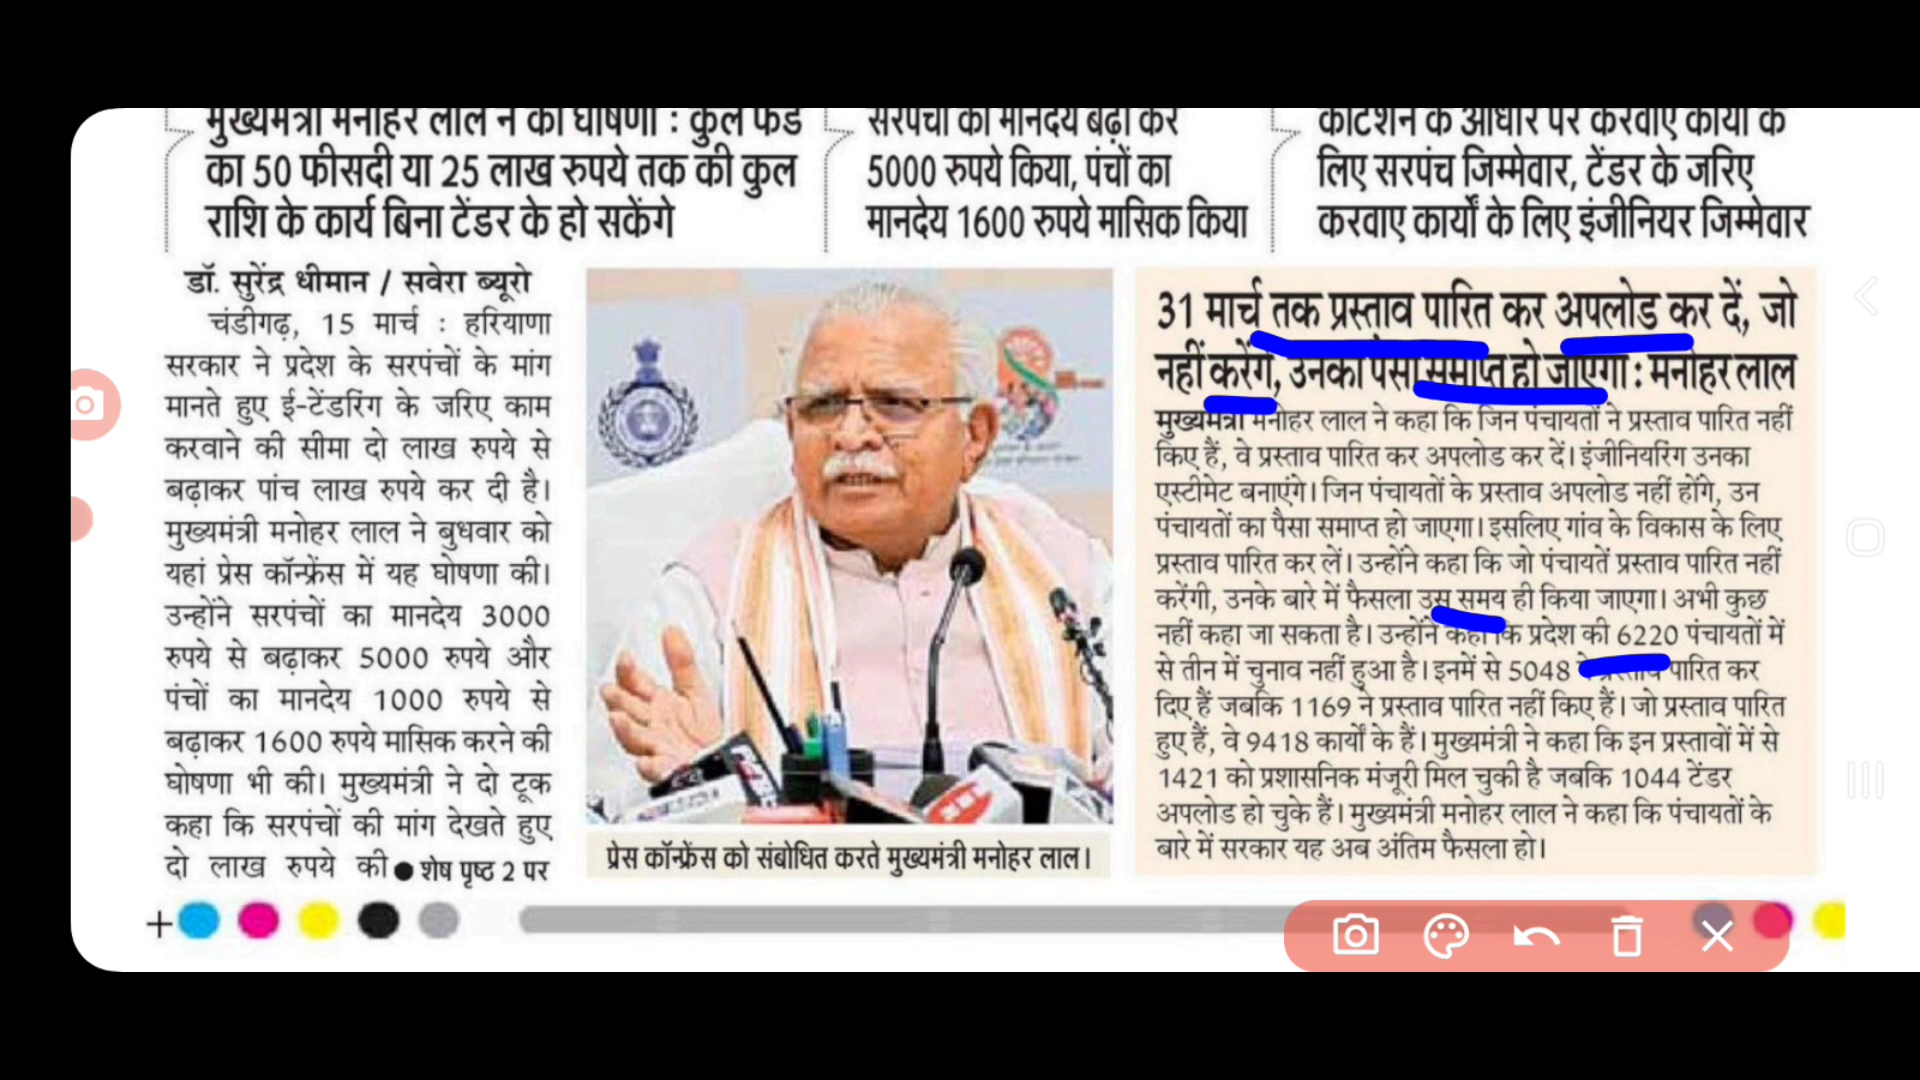 मुख्यमंत्री मनोहर लाल ने की घोषणा : कुल फंड
का 50 फीसदी या 25 लाख रुपये तक की कुल
राशि के कार्य बिना टेंडर के हो सकेंगे
सरपंचों का मानदेय बढ़ा कर
5000 रुपये किया, पंचों का
मानदेय 1600 रुपये मासिक किया
कोटेशन के आधार पर करवाए कार्यों के
लिए सरपंच जिम्मेवार, टेंडर के जरिए
करवाए कार्यों के लिए इंजीनियर जिम्मेवार
डॉ. सुरेंद्र धीमान / सवेरा ब्यूरो
चंडीगढ़, 15 मार्च : हरियाणा
सरकार ने प्रदेश के सरपंचों के मांग
मानते हुए ई-टेंडरिंग के जरिए काम
करवाने की सीमा दो लाख रुपये से
बढ़ाकर पांच लाख रुपये कर दी है।
मुख्यमंत्री मनोहर लाल ने बुधवार को
यहां प्रेस कॉन्फ्रेंस में यह घोषणा की।
उन्होंने सरपंचों का मानदेय 3000
रुपये से बढ़ाकर 5000 रुपये और
पंचों का मानदेय 1000 रुपये से
बढ़ाकर 1600 रुपये मासिक करने की
घोषणा भी की। मुख्यमंत्री ने दो टूक
कहा कि सरपंचों की मांग देखते हुए
दो लाख रुपये की ● शेष पृष्ठ 2 पर
प्रेस कॉन्फ्रेंस को संबोधित करते मुख्यमंत्री मनोहर लाल।
31 मार्च तक प्रस्ताव पारित कर अपलोड कर दें, जो
नहीं करेंगे, उनका पैसा समाप्त हो जाएगा : मनोहर लाल
मुख्यमंत्री मनोहर लाल ने कहा कि जिन पंचायतों ने प्रस्ताव पारित नहीं
किए हैं, वे प्रस्ताव पारित कर अपलोड कर दें। इंजीनियरिंग उनका
एस्टीमेट बनाएंगे। जिन पंचायतों के प्रस्ताव अपलोड नहीं होंगे, उन
पंचायतों का पैसा समाप्त हो जाएगा। इसलिए गांव के विकास के लिए
प्रस्ताव पारित कर लें। उन्होंने कहा कि जो पंचायतें प्रस्ताव पारित नहीं
करेंगी, उनके बारे में फैसला उस समय ही किया जाएगा। अभी कुछ
नहीं कहा जा सकता है। उन्होंने कहा कि प्रदेश की 6220 पंचायतों में
से तीन में चुनाव नहीं हुआ है। इनमें से 5048 प्रस्ताव पारित कर
दिए हैं जबकि 1169 ने प्रस्ताव पारित नहीं किए हैं। जो प्रस्ताव पारित
हुए हैं, वे 9418 कार्यों के हैं। मुख्यमंत्री ने कहा कि इन प्रस्तावों में से
1421 को प्रशासनिक मंजूरी मिल चुकी है जबकि 1044 टेंडर
अपलोड हो चुके हैं। मुख्यमंत्री मनोहर लाल ने कहा कि पंचायतों के
बारे में सरकार यह अब अंतिम फैसला हो।